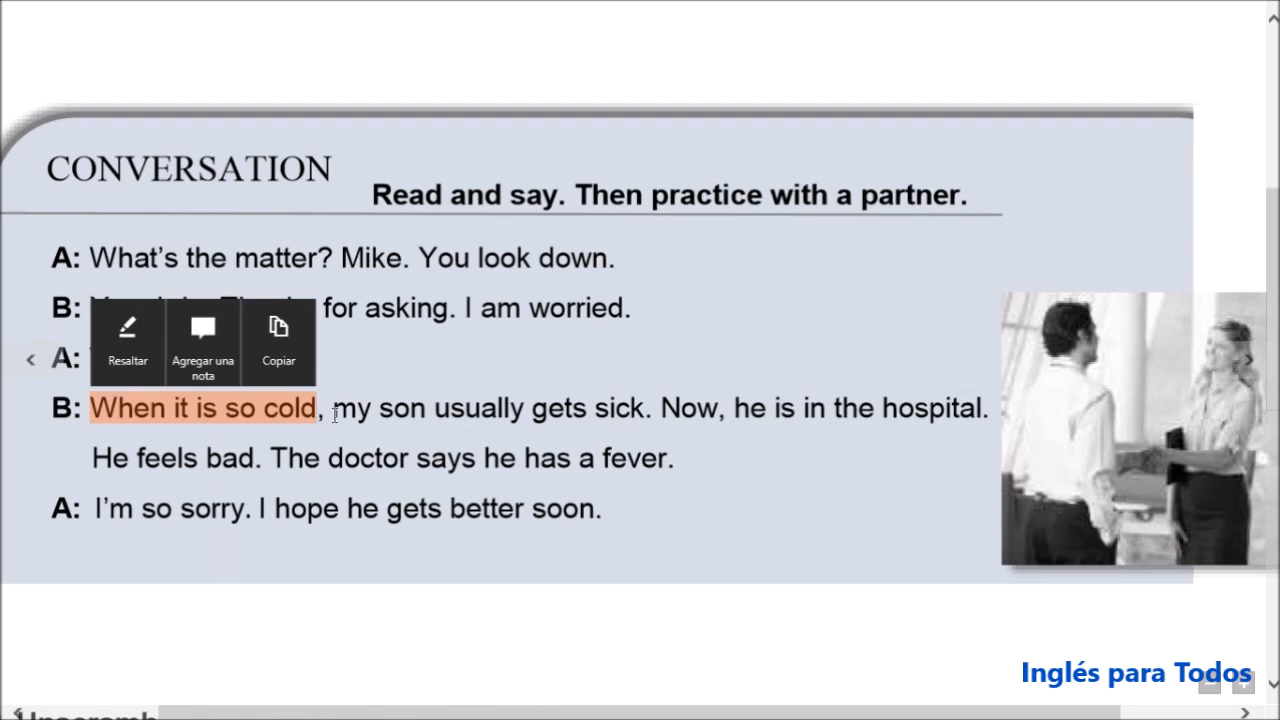 CONVERSATION
Read and say. Then practice with a partner.
A: What's the matter? Mike. You look down.
B: for asking. I am worried.
A:
Resaltar
Agregar una
nota
Copiar
B: When it is so cold, my son usually gets sick. Now, he is in the hospital.
He feels bad. The doctor says he has a fever.
A: I'm so sorry. I hope he gets better soon.
Inglés para Todos